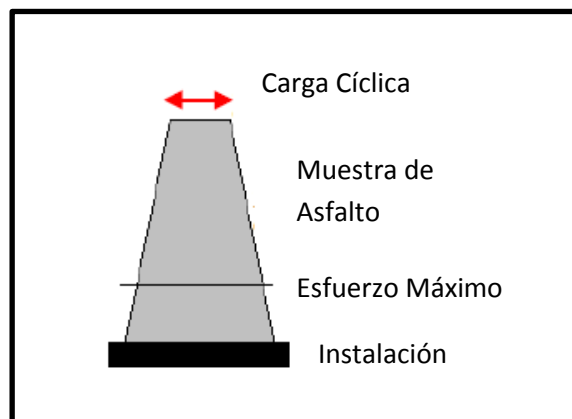 Carga Cíclica
Muestra de
Asfalto
Esfuerzo Máximo
Instalación